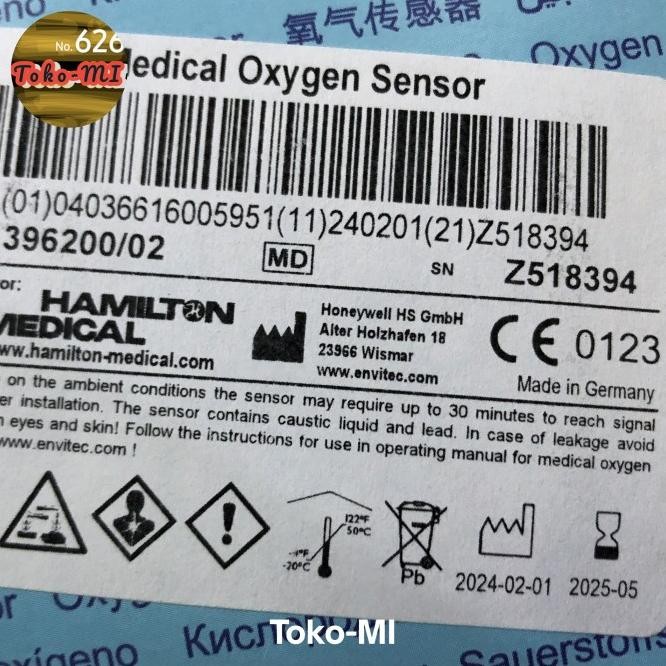 氧气传感器
Oxygen
No. 626
Toko-MI
Medical Oxygen Sensor
(01)04036616005951(11)240201(21)Z518394
396200/02
MD
SN
Z518394
or:
HAMILTON
MEDICAL
www.hamilton-medical.com
Honeywell HS GmbH
Alter Holzhafen 18
23966 Wismar
www.envitec.com
CE 0123
Made in Germany
on the ambient conditions the sensor may require up to 30 minutes to reach signal
er installation. The sensor contains caustic liquid and lead. In case of leakage avoid
eyes and skin! Follow the instructions for use in operating manual for medical oxygen
www.envitec.com !
122°F
50°C
-4°F
-20°C
Pb
2024-02-01
2025-05
Oxígeno
Кислород
Sauerstoff
Toko-MI